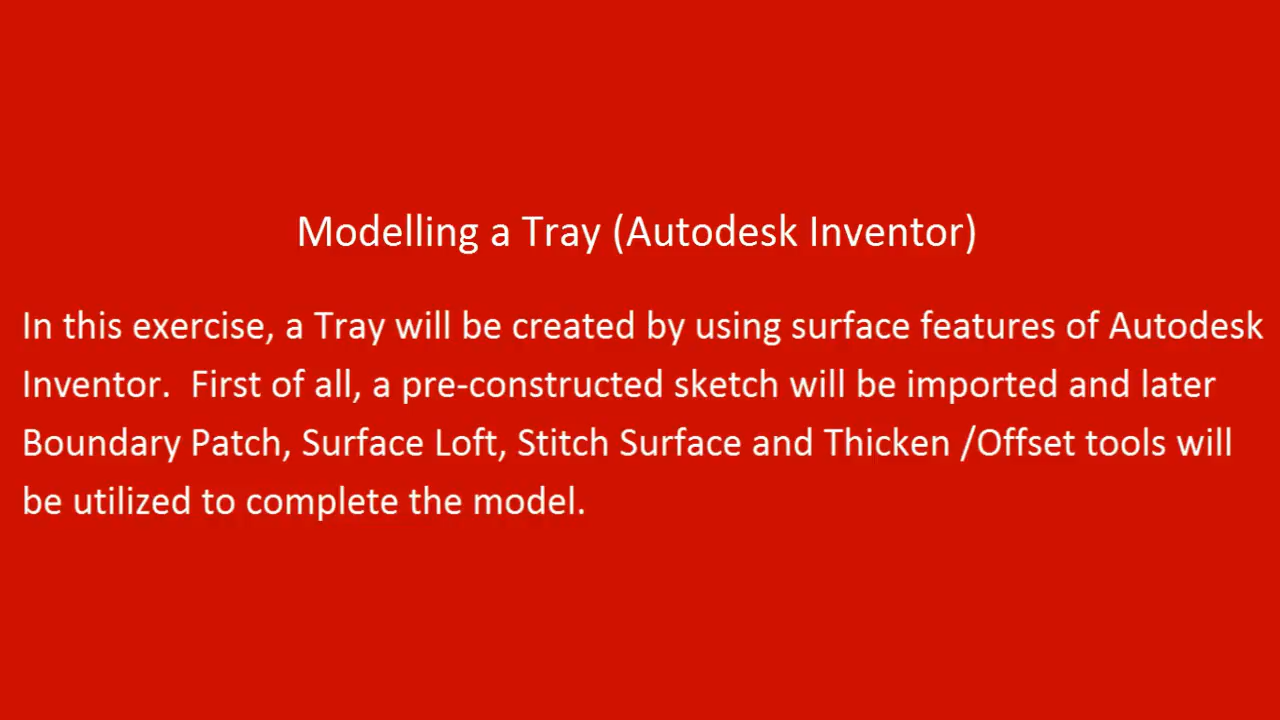 Modelling a Tray (Autodesk Inventor)
In this exercise, a Tray will be created by using surface features of Autodesk
Inventor.  First of all, a pre-constructed sketch will be imported and later
Boundary Patch, Surface Loft, Stitch Surface and Thicken /Offset tools will
be utilized to complete the model.